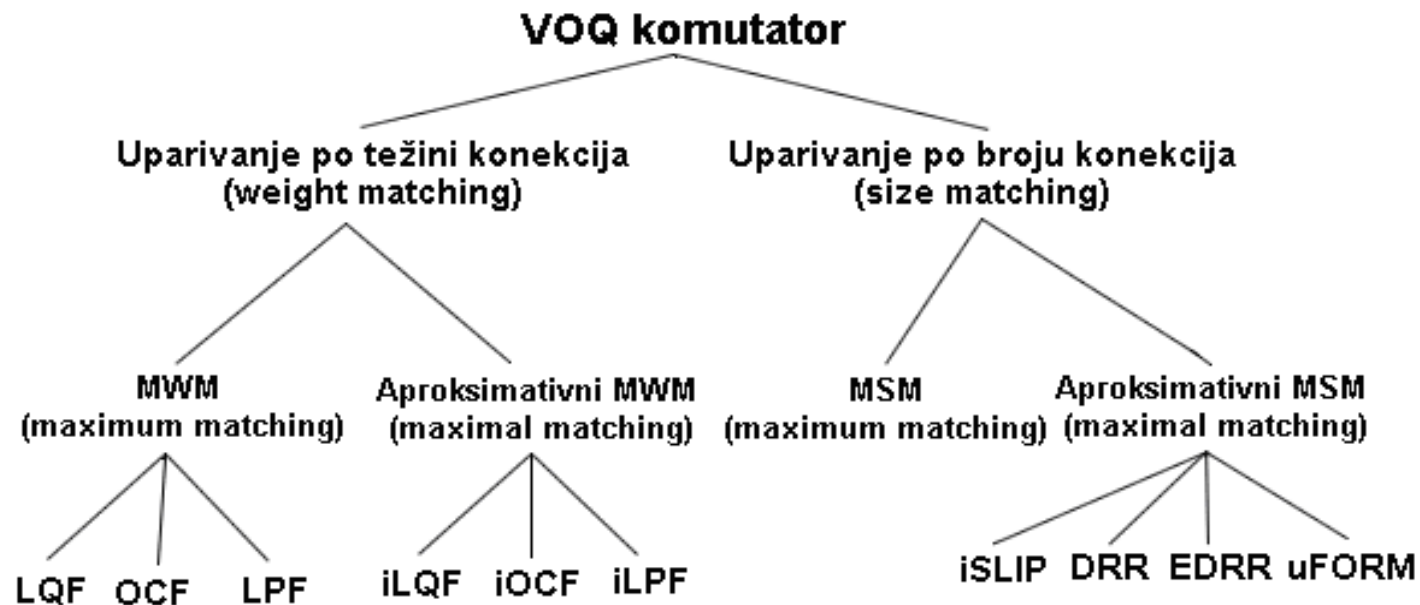 VOQ komutator
Uparivanje po težini konekcija
(weight matching)
Uparivanje po broju konekcija
(size matching)
MWM
(maximum matching)
Aproksimativni MWM
(maximal matching)
MSM
(maximum matching)
Aproksimativni MSM
(maximal matching)
LQF
OCF
LPF
iLQF
iOCF
iLPF
iSLIP
DRR
EDRR
uFORM